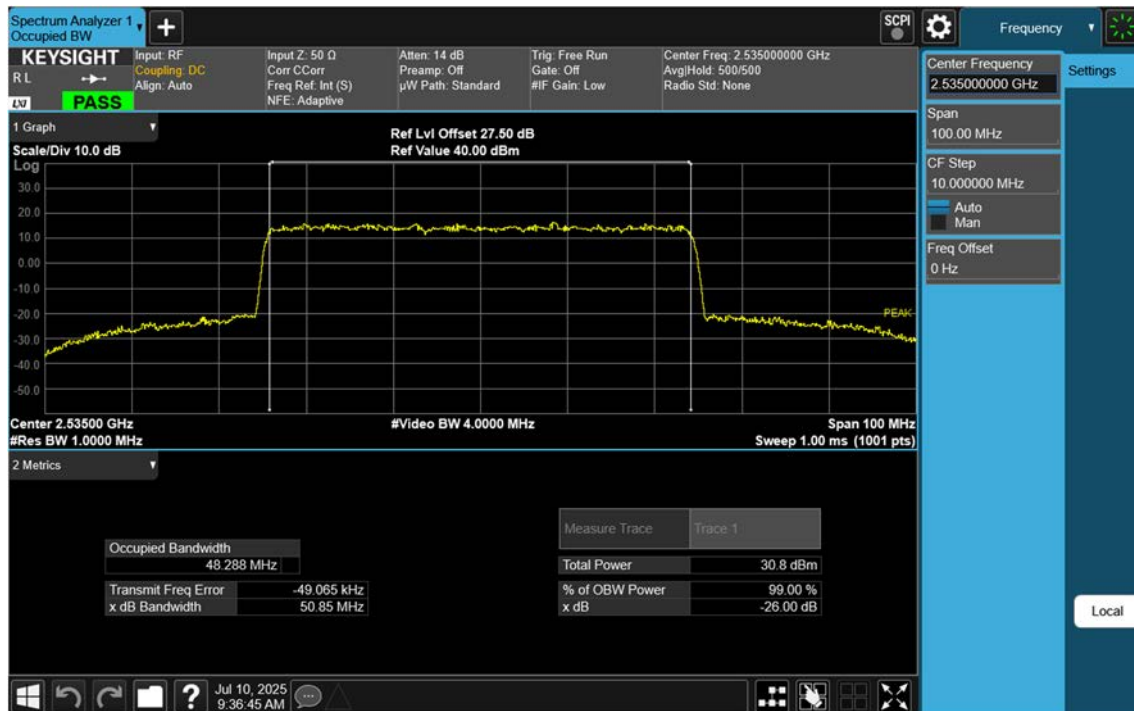 Spectrum Analyzer 1
Occupied BW
+
SCPI
Frequency
KEYSIGHT
R L
LXI
PASS
Input: RF
Coupling: DC
Align: Auto
Input Z: 50 Ω
Corr CCorr
Freq Ref: Int (S)
NFE: Adaptive
Atten: 14 dB
Preamp: Off
µW Path: Standard
Trig: Free Run
Gate: Off
#IF Gain: Low
Center Freq: 2.535000000 GHz
Avg|Hold: 500/500
Radio Std: None
Center Frequency
2.535000000 GHz
Settings
Span
100.00 MHz
CF Step
10.000000 MHz
Auto
Man
Freq Offset
0 Hz
Local
1 Graph
Scale/Div 10.0 dB
Ref Lvl Offset 27.50 dB
Ref Value 40.00 dBm
Log
30.0
20.0
10.0
0.00
-10.0
-20.0
-30.0
-40.0
-50.0
PEAK
Center 2.53500 GHz
#Video BW 4.0000 MHz
Span 100 MHz
#Res BW 1.0000 MHz
Sweep 1.00 ms (1001 pts)
2 Metrics
Measure Trace Trace 1
Occupied Bandwidth
48.288 MHz
Total Power 30.8 dBm
Transmit Freq Error -49.065 kHz
% of OBW Power 99.00 %
x dB Bandwidth 50.85 MHz
x dB -26.00 dB
?
Jul 10, 2025
9:36:45 AM